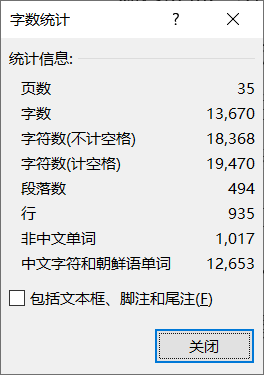 字数统计
? ×
统计信息:
页数 35
字数 13,670
字符数(不计空格) 18,368
字符数(计空格) 19,470
段落数 494
行 935
非中文单词 1,017
中文字符和朝鲜语单词 12,653
包括文本框、脚注和尾注(F)
关闭